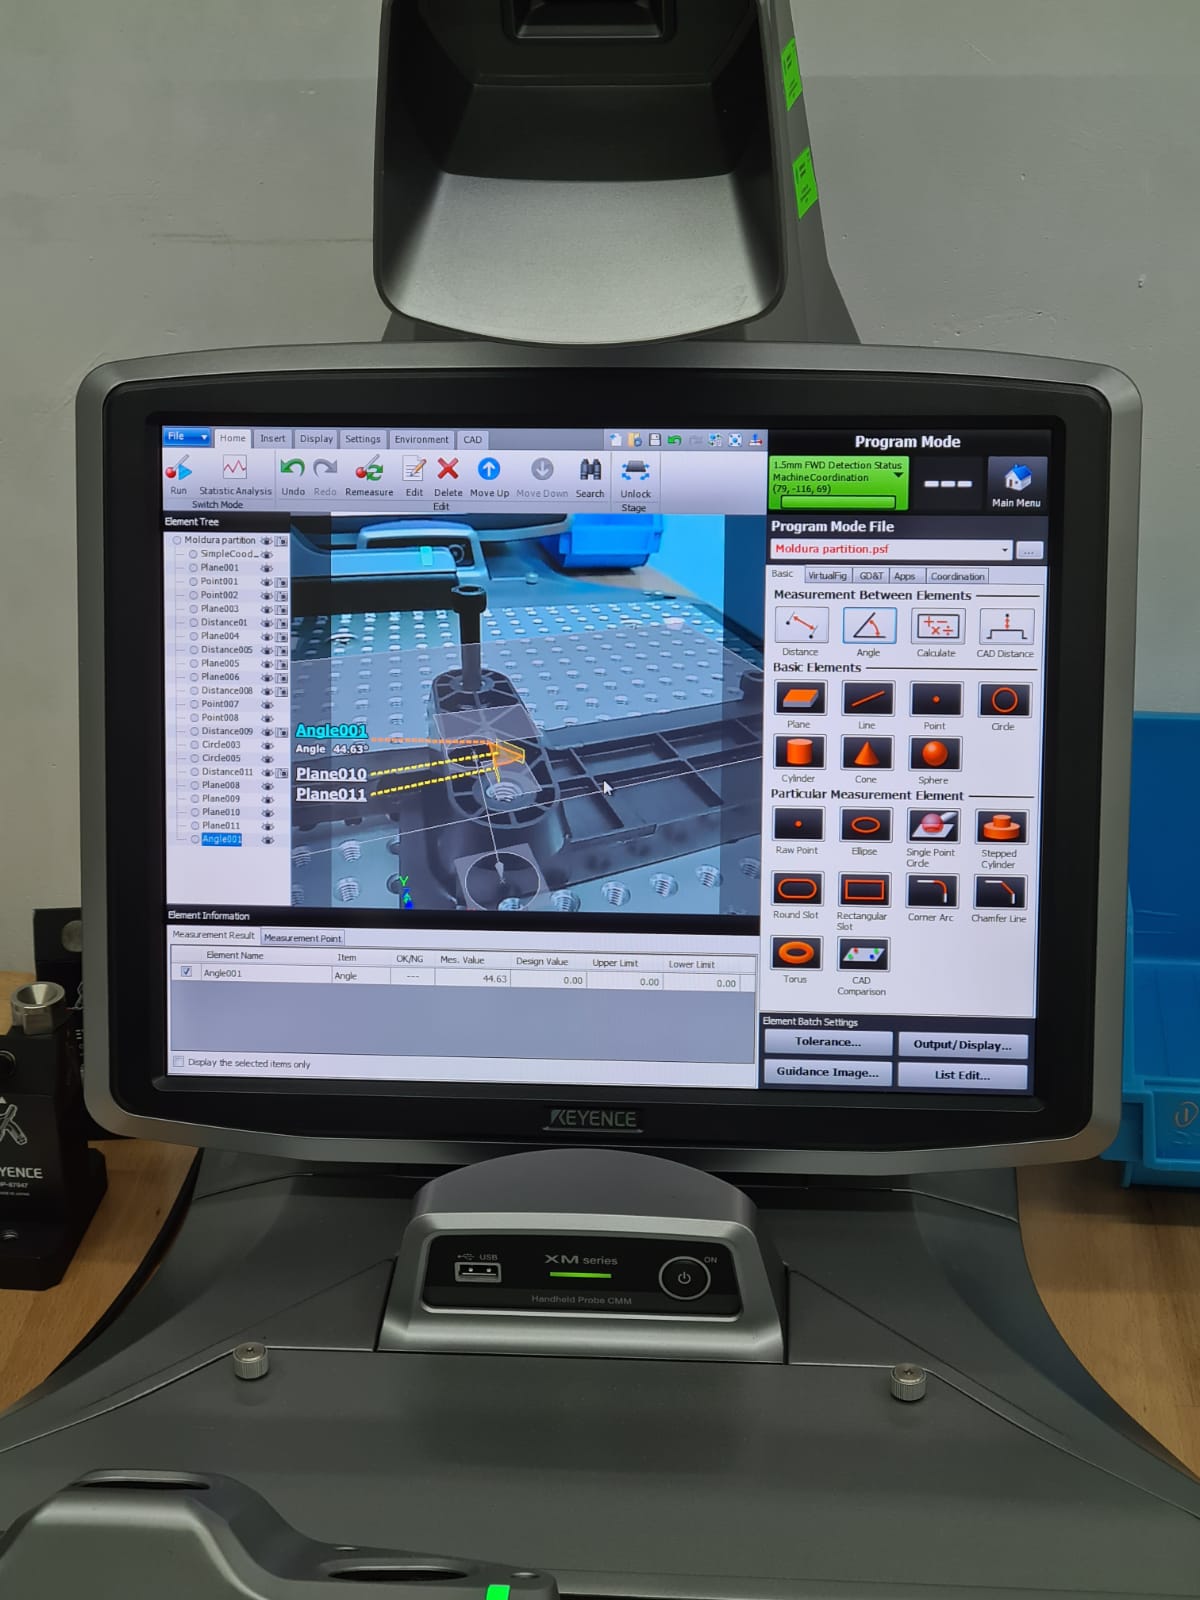 File
Home
Insert
Display
Settings
Environment
CAD
Run
Statistic Analysis
Undo
Redo
Remeasure
Edit
Delete
Move Up
Move Down
Search
Unlock
Switch Mode
Edit
Stage
Program Mode
1.5mm FWD Detection Status
MachineCoordination
(79, -116, 69)
---
Main Menu
Element Tree
Moldura partition
SimpleCood...
Plane001
Point001
Point002
Plane003
Distance01
Plane004
Distance005
Plane005
Plane006
Distance008
Point007
Point008
Distance009
Circle003
Circle005
Distance011
Plane008
Plane009
Plane010
Plane011
Angle001
Angle001
Angle 44.63°
Plane010
Plane011
Y
Program Mode File
Moldura partition.psf
...
Basic
VirtualFig
GD&T
Apps
Coordination
Measurement Between Elements
Distance
Angle
Calculate
CAD Distance
Basic Elements
Plane
Line
Point
Circle
Cylinder
Cone
Sphere
Particular Measurement Element
Raw Point
Ellipse
Single Point
Circle
Stepped
Cylinder
Round Slot
Rectangular
Slot
Corner Arc
Chamfer Line
Torus
CAD
Comparison
Element Batch Settings
Tolerance...
Output/Display...
Guidance Image...
List Edit...
Element Information
Measurement Result
Measurement Point
Element Name Item OK/NG Mes. Value Design Value Upper Limit Lower Limit
Angle001 Angle --- 44.63 0.00 0.00 0.00
Display the selected items only
KEYENCE
USB
XM series
ON
Handheld Probe CMM
YENCE